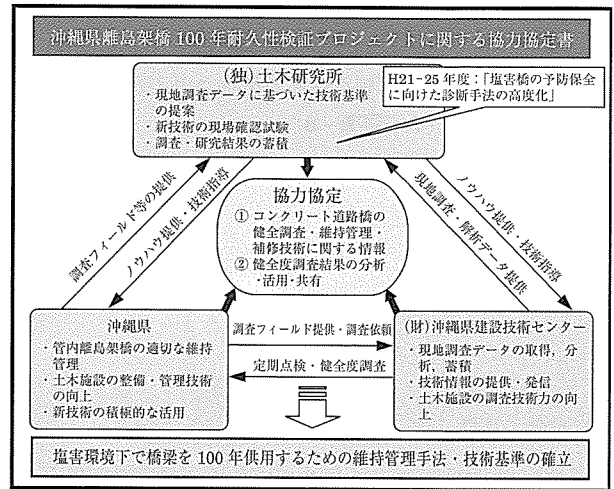 沖縄県離島架橋 100 年耐久性検証プロジェクトに関する協力協定書
(独) 土木研究所
・現地調査データに基づいた技術基準
の提案
・新技術の現場確認試験
・調査・研究結果の蓄積
H21-25 年度：「塩害橋の予防保全
に向けた診断手法の高度化」
調査フィールド等の提供
ノウハウ提供・技術指導
協力協定
① コンクリート道路橋の
健全調査・維持管理・
補修技術に関する情報
② 健全度調査結果の分析
・活用・共有
ノウハウ提供・技術指導
現地調査・解析データ提供
沖縄県
・管内離島架橋の適切な維持
管理
・土木施設の整備・管理技術
の向上
・新技術の積極的な活用
調査フィールド提供・調査依頼
定期点検・健全度調査
(財) 沖縄県建設技術センター
・現地調査データの取得，分
析，蓄積
・技術情報の提供・発信
・土木施設の調査技術力の向
上
塩害環境下で橋梁を 100 年供用するための維持管理手法・技術基準の確立